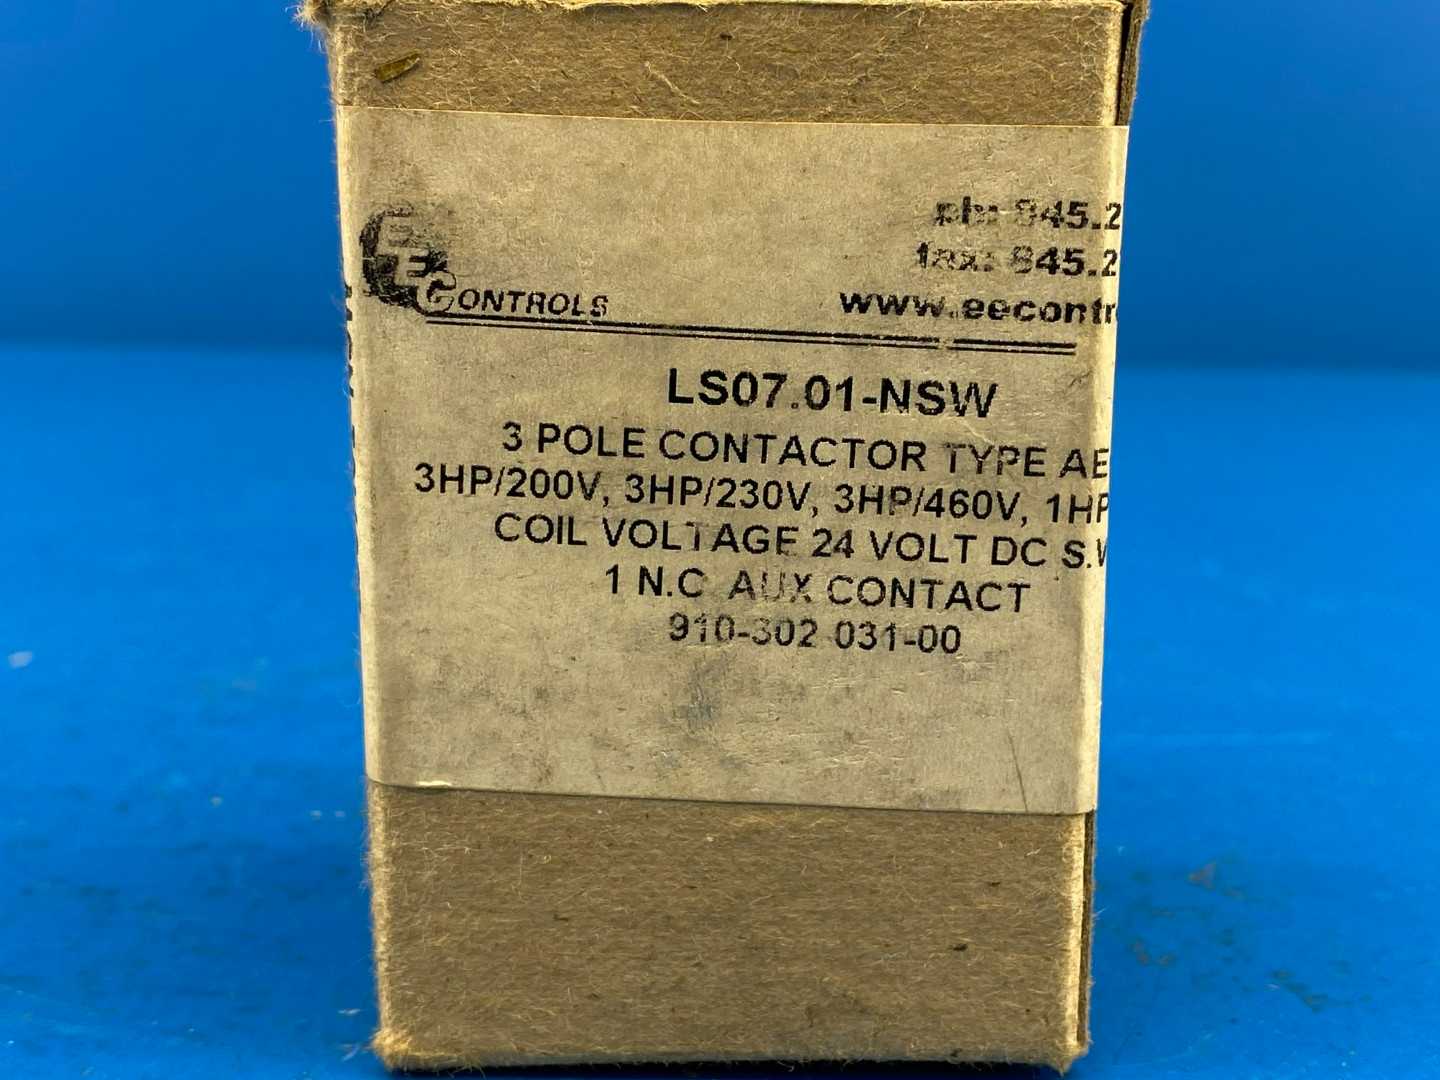 ph: 845.2
fax: 845.2
EE CONTROLS
www.eecontr
LS07.01-NSW
3 POLE CONTACTOR TYPE AE
3HP/200V, 3HP/230V, 3HP/460V, 1HP
COIL VOLTAGE 24 VOLT DC S.W
1 N.C AUX CONTACT
910-302 031-00